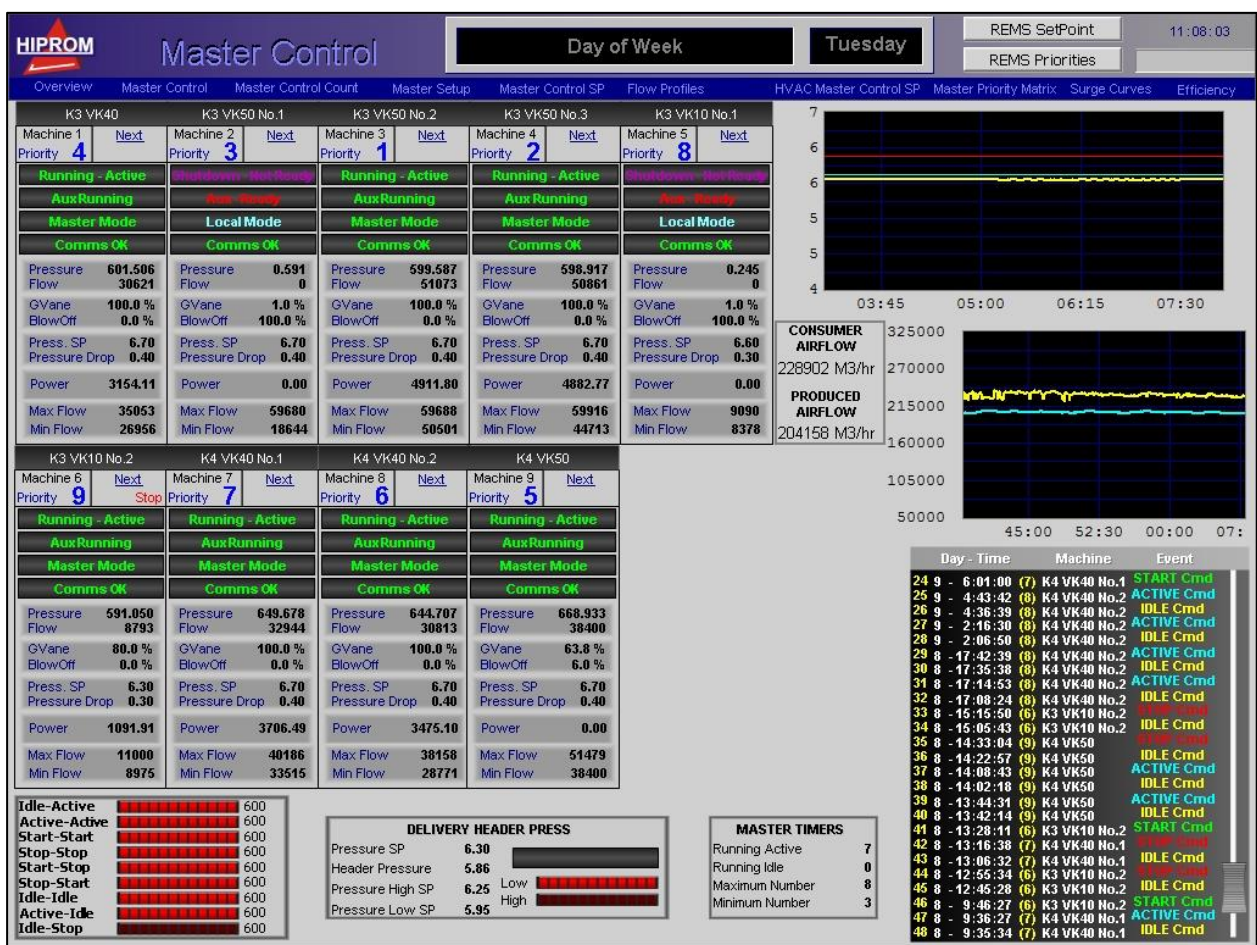 HIPROM
Master Control
Day of Week
Tuesday
REMS SetPoint
REMS Priorities
11:08:03
Overview Master Control Master Control Count Master Setup Master Control SP Flow Profiles HVAC Master Control SP Master Priority Matrix Surge Curves Efficiency
K3 VK40 K3 VK50 No.1 K3 VK50 No.2 K3 VK50 No.3 K3 VK10 No.1
Machine 1 Next Machine 2 Next Machine 3 Next Machine 4 Next Machine 5 Next
Priority 4 Priority 3 Priority 1 Priority 2 Priority 8
Running - Active Shutdown - Not Ready Running - Active Running - Active Shutdown - Not Ready
Aux Running Aux - Ready Aux Running Aux Running Aux - Ready
Master Mode Local Mode Master Mode Master Mode Local Mode
Comms OK Comms OK Comms OK Comms OK Comms OK
Pressure 601.506 Pressure 0.591 Pressure 599.587 Pressure 598.917 Pressure 0.245
Flow 30621 Flow 0 Flow 51073 Flow 50861 Flow 0
GVane 100.0 % GVane 1.0 % GVane 100.0 % GVane 100.0 % GVane 1.0 %
BlowOff 0.0 % BlowOff 100.0 % BlowOff 0.0 % BlowOff 0.0 % BlowOff 100.0 %
Press. SP 6.70 Press. SP 6.70 Press. SP 6.70 Press. SP 6.70 Press. SP 6.60
Pressure Drop 0.40 Pressure Drop 0.40 Pressure Drop 0.40 Pressure Drop 0.40 Pressure Drop 0.30
Power 3154.11 Power 0.00 Power 4911.80 Power 4882.77 Power 0.00
Max Flow 35053 Max Flow 59680 Max Flow 59688 Max Flow 59916 Max Flow 9090
Min Flow 26956 Min Flow 18644 Min Flow 50501 Min Flow 44713 Min Flow 8378
7
6
6
5
5
4
03:45 05:00 06:15 07:30
CONSUMER AIRFLOW
228902 M3/hr
PRODUCED AIRFLOW
204158 M3/hr
325000
270000
215000
160000
105000
50000
45:00 52:30 00:00 07:
K3 VK10 No.2 K4 VK40 No.1 K4 VK40 No.2 K4 VK50
Machine 6 Next Machine 7 Next Machine 8 Next Machine 9 Next
Priority 9 Stop Priority 7 Priority 6 Priority 5
Running - Active Running - Active Running - Active Running - Active
Aux Running Aux Running Aux Running Aux Running
Master Mode Master Mode Master Mode Master Mode
Comms OK Comms OK Comms OK Comms OK
Pressure 591.050 Pressure 649.678 Pressure 644.707 Pressure 668.933
Flow 8793 Flow 32944 Flow 30813 Flow 38400
GVane 80.0 % GVane 100.0 % GVane 100.0 % GVane 63.8 %
BlowOff 0.0 % BlowOff 0.0 % BlowOff 0.0 % BlowOff 6.0 %
Press. SP 6.30 Press. SP 6.70 Press. SP 6.70 Press. SP 6.70
Pressure Drop 0.30 Pressure Drop 0.40 Pressure Drop 0.40 Pressure Drop 0.40
Power 1091.91 Power 3706.49 Power 3475.10 Power 0.00
Max Flow 11000 Max Flow 40186 Max Flow 38158 Max Flow 51479
Min Flow 8975 Min Flow 33515 Min Flow 28771 Min Flow 38400
Day - Time Machine Event
24 9 - 6:01:00 (7) K4 VK40 No.1 START Cmd
25 9 - 4:43:42 (8) K4 VK40 No.2 ACTIVE Cmd
26 9 - 4:36:39 (8) K4 VK40 No.2 IDLE Cmd
27 9 - 2:16:30 (8) K4 VK40 No.2 ACTIVE Cmd
28 9 - 2:06:50 (8) K4 VK40 No.2 IDLE Cmd
29 8 - 17:42:39 (8) K4 VK40 No.2 ACTIVE Cmd
30 8 - 17:35:38 (8) K4 VK40 No.2 IDLE Cmd
31 8 - 17:14:53 (8) K4 VK40 No.2 ACTIVE Cmd
32 8 - 17:08:24 (8) K4 VK40 No.2 IDLE Cmd
33 8 - 15:15:50 (6) K3 VK10 No.2 STOP Cmd
34 8 - 15:05:43 (6) K3 VK10 No.2 IDLE Cmd
35 8 - 14:33:04 (9) K4 VK50 STOP Cmd
36 8 - 14:22:57 (9) K4 VK50 IDLE Cmd
37 8 - 14:08:43 (9) K4 VK50 ACTIVE Cmd
38 8 - 14:02:18 (9) K4 VK50 IDLE Cmd
39 8 - 13:44:31 (9) K4 VK50 ACTIVE Cmd
40 8 - 13:42:14 (9) K4 VK50 IDLE Cmd
41 8 - 13:28:11 (6) K3 VK10 No.2 START Cmd
42 8 - 13:16:38 (7) K4 VK40 No.1 STOP Cmd
43 8 - 13:06:32 (7) K4 VK40 No.1 IDLE Cmd
44 8 - 12:55:34 (6) K3 VK10 No.2 STOP Cmd
45 8 - 12:45:28 (6) K3 VK10 No.2 IDLE Cmd
46 8 - 9:46:27 (6) K3 VK10 No.2 START Cmd
47 8 - 9:36:27 (7) K4 VK40 No.1 ACTIVE Cmd
48 8 - 9:35:34 (7) K4 VK40 No.1 IDLE Cmd
Idle-Active 600
Active-Active 600
Start-Start 600
Stop-Stop 600
Start-Stop 600
Stop-Start 600
Idle-Idle 600
Active-Idle 600
Idle-Stop 600
DELIVERY HEADER PRESS
Pressure SP 6.30
Header Pressure 5.86
Pressure High SP 6.25 Low
Pressure Low SP 5.95 High
MASTER TIMERS
Running Active 7
Running Idle 0
Maximum Number 8
Minimum Number 3